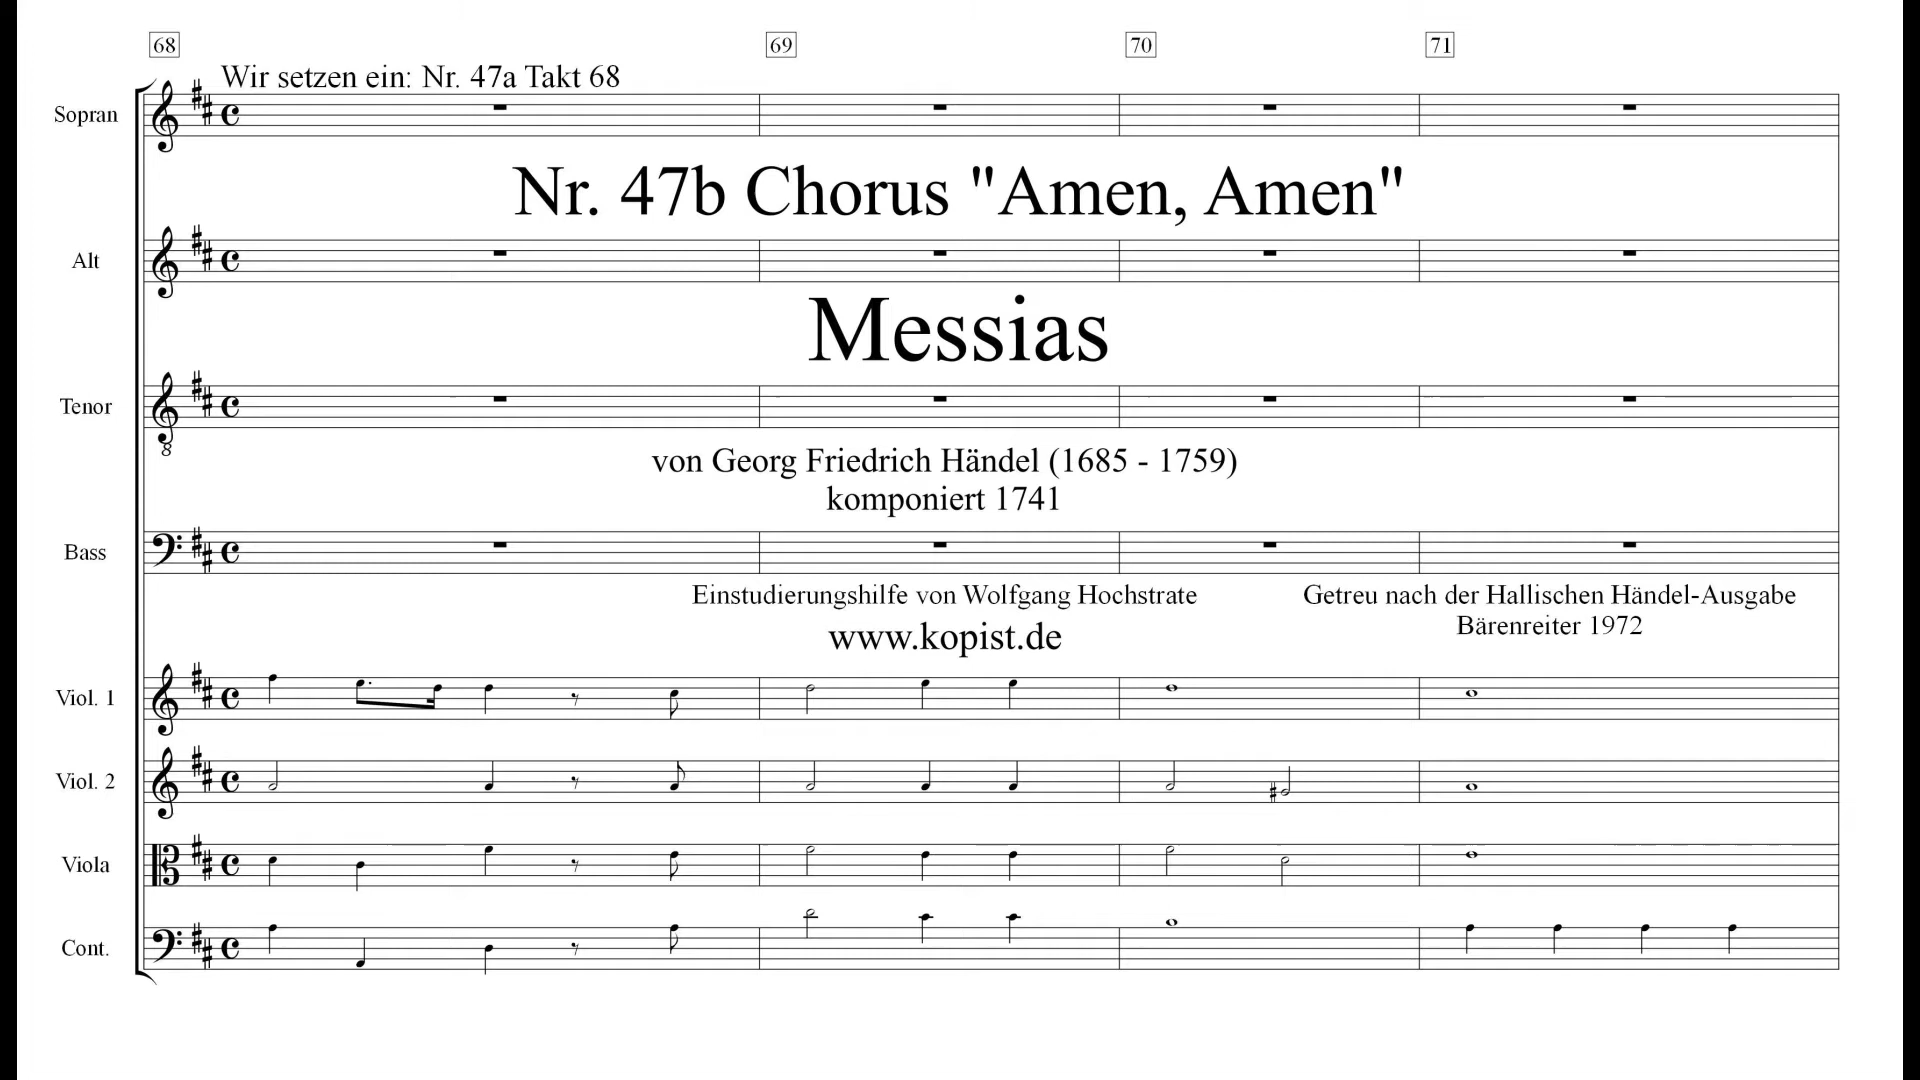 68 69 70 71
Wir setzen ein: Nr. 47a Takt 68
Sopran
Nr. 47b Chorus "Amen, Amen"
Alt
Messias
Tenor
8
von Georg Friedrich Händel (1685 - 1759)
komponiert 1741
Bass
Einstudierungshilfe von Wolfgang Hochstrate
Getreu nach der Hallischen Händel-Ausgabe
Bärenreiter 1972
www.kopist.de
Viol. 1
Viol. 2
Viola
Cont.